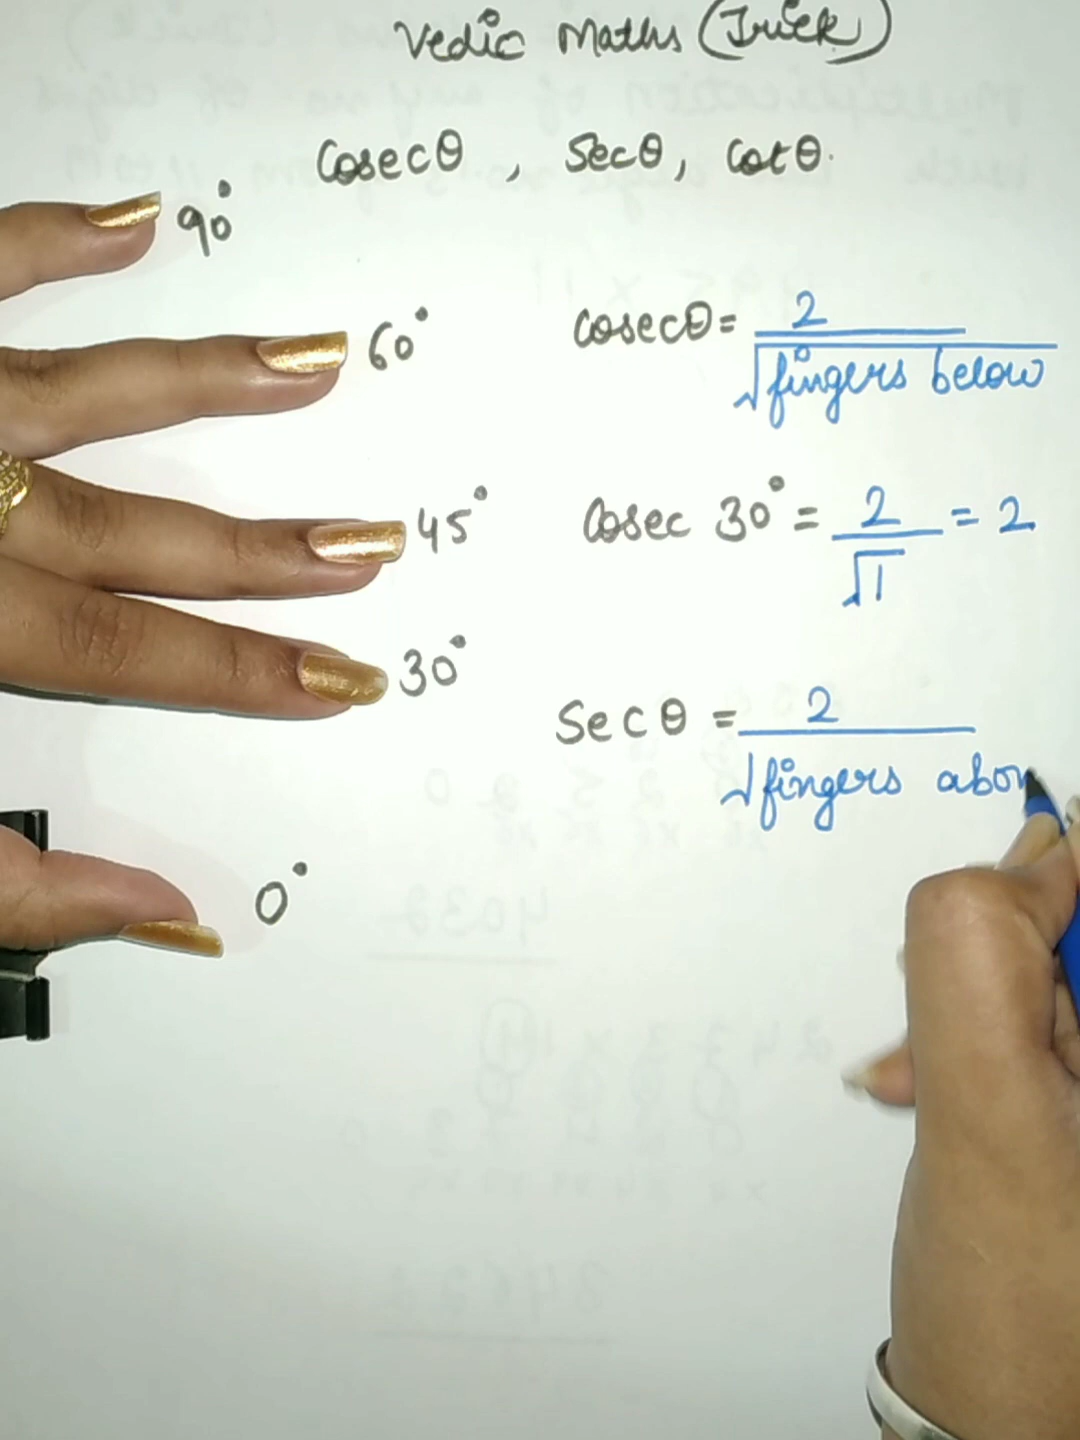 Vedic Maths (Trick)
Cosecθ , Secθ, Cotθ.
90°
60°
cosecθ = 2 / √fingers below
45°
Cosec 30° = 2 / √1 = 2
30°
Secθ = 2 / √fingers abov
0°